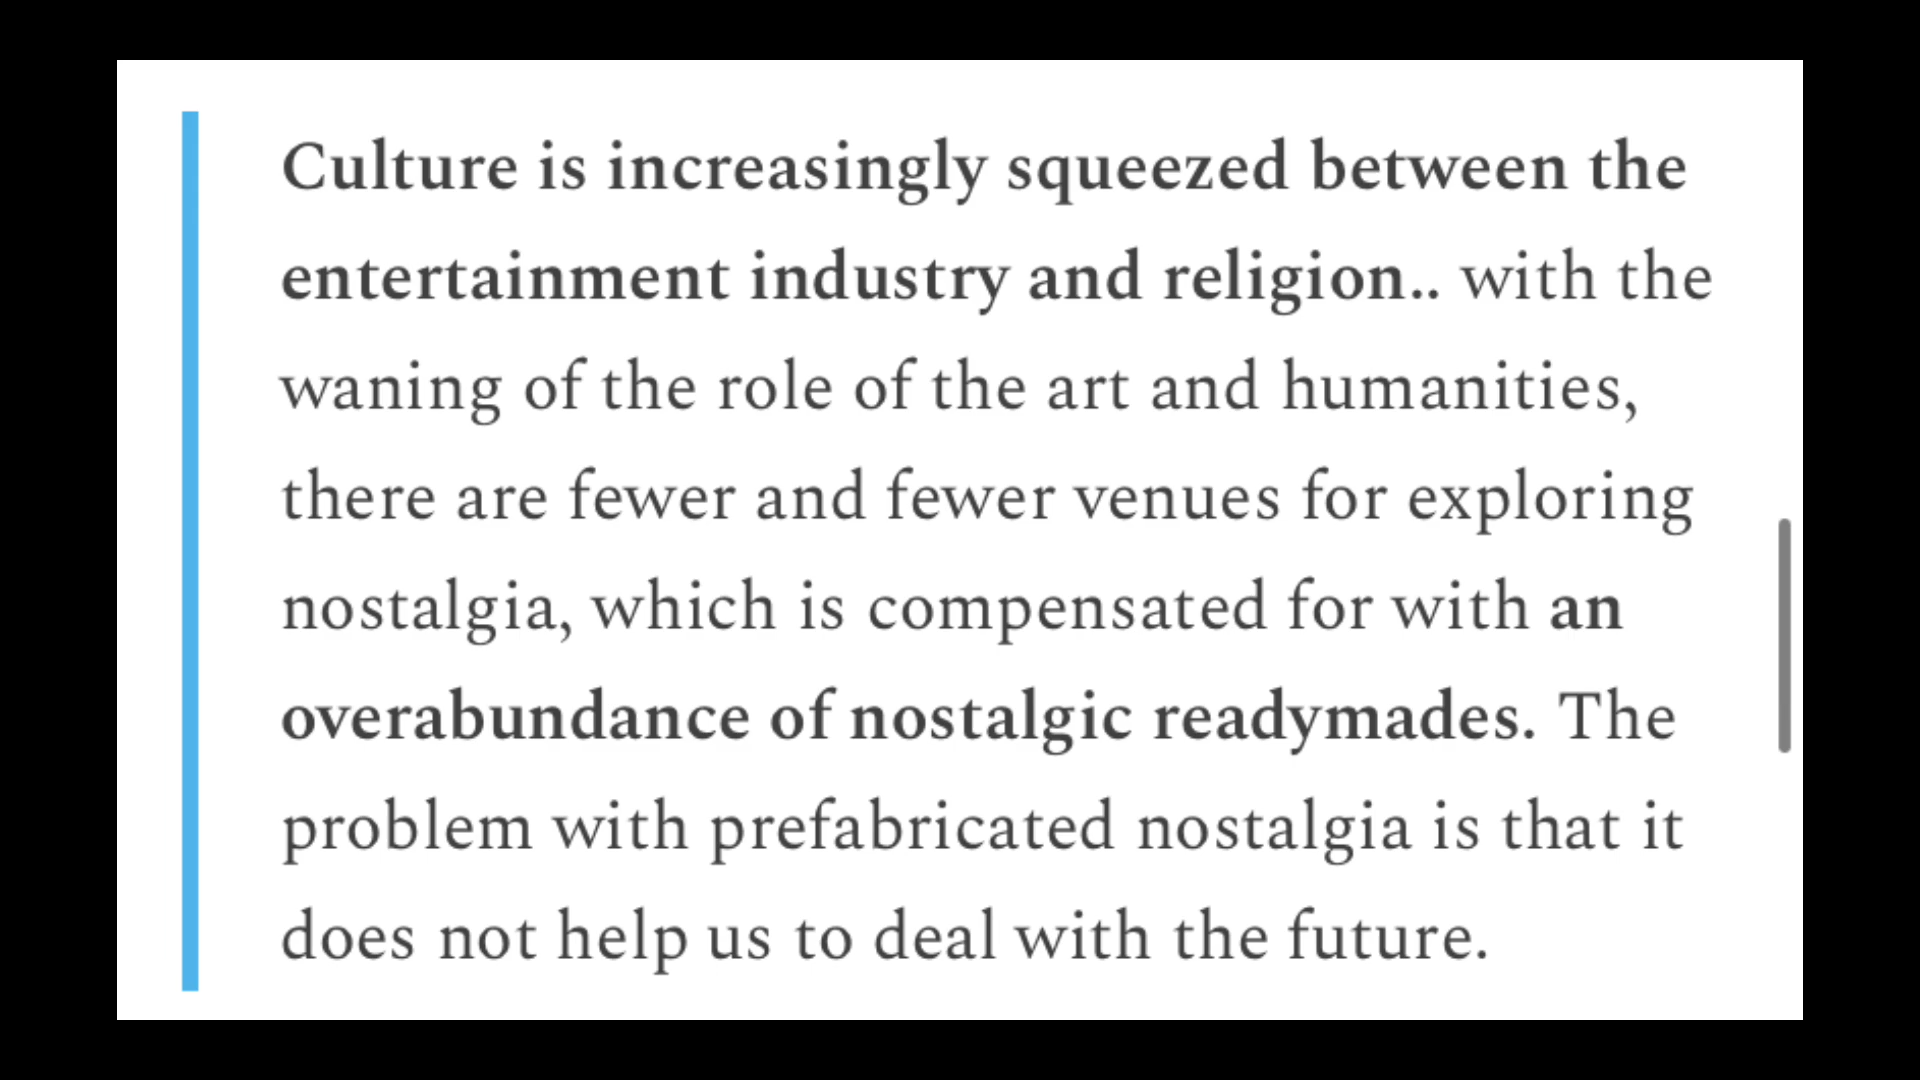 Culture is increasingly squeezed between the
entertainment industry and religion.. with the
waning of the role of the art and humanities,
there are fewer and fewer venues for exploring
nostalgia, which is compensated for with an
overabundance of nostalgic readymades. The
problem with prefabricated nostalgia is that it
does not help us to deal with the future.